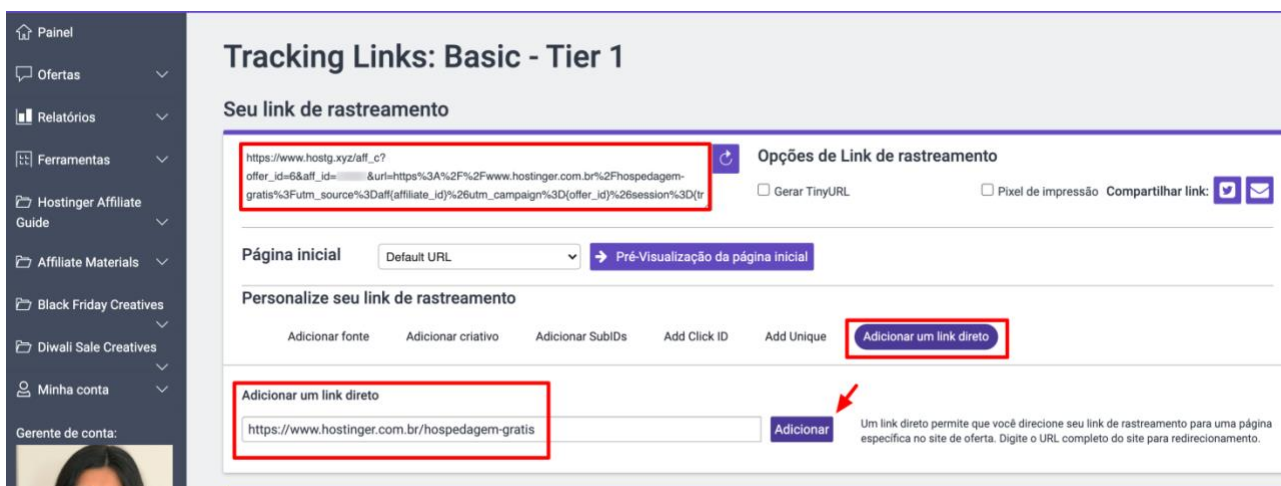 Painel
Ofertas
Relatórios
Ferramentas
Hostinger Affiliate
Guide
Affiliate Materials
Black Friday Creatives
Diwali Sale Creatives
Minha conta
Gerente de conta:
Tracking Links: Basic - Tier 1
Seu link de rastreamento
https://www.hostg.xyz/aff_c?
offer_id=6&aff_id= &url=https%3A%2F%2Fwww.hostinger.com.br%2Fhospedagem-
gratis%3Futm_source%3Daff{affiliate_id}%26utm_campaign%3D{offer_id}%26session%3D{tr
Opções de Link de rastreamento
Gerar TinyURL
Pixel de impressão Compartilhar link:
Página inicial
Default URL
Pré-Visualização da página inicial
Personalize seu link de rastreamento
Adicionar fonte
Adicionar criativo
Adicionar SubIDs
Add Click ID
Add Unique
Adicionar um link direto
Adicionar um link direto
https://www.hostinger.com.br/hospedagem-gratis
Adicionar
Um link direto permite que você direcione seu link de rastreamento para uma página
específica no site de oferta. Digite o URL completo do site para redirecionamento.